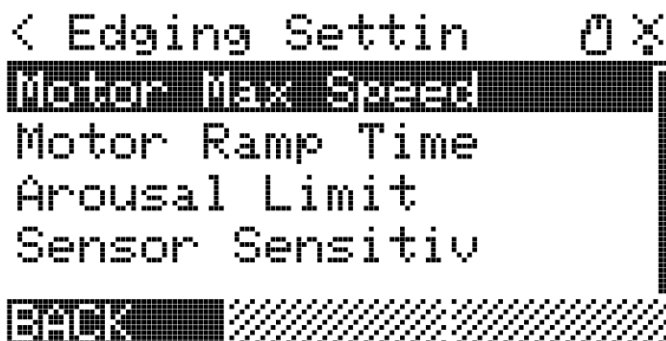 < Edging Settin
Motor Max Speed
Motor Ramp Time
Arousal Limit
Sensor Sensitiv
BACK